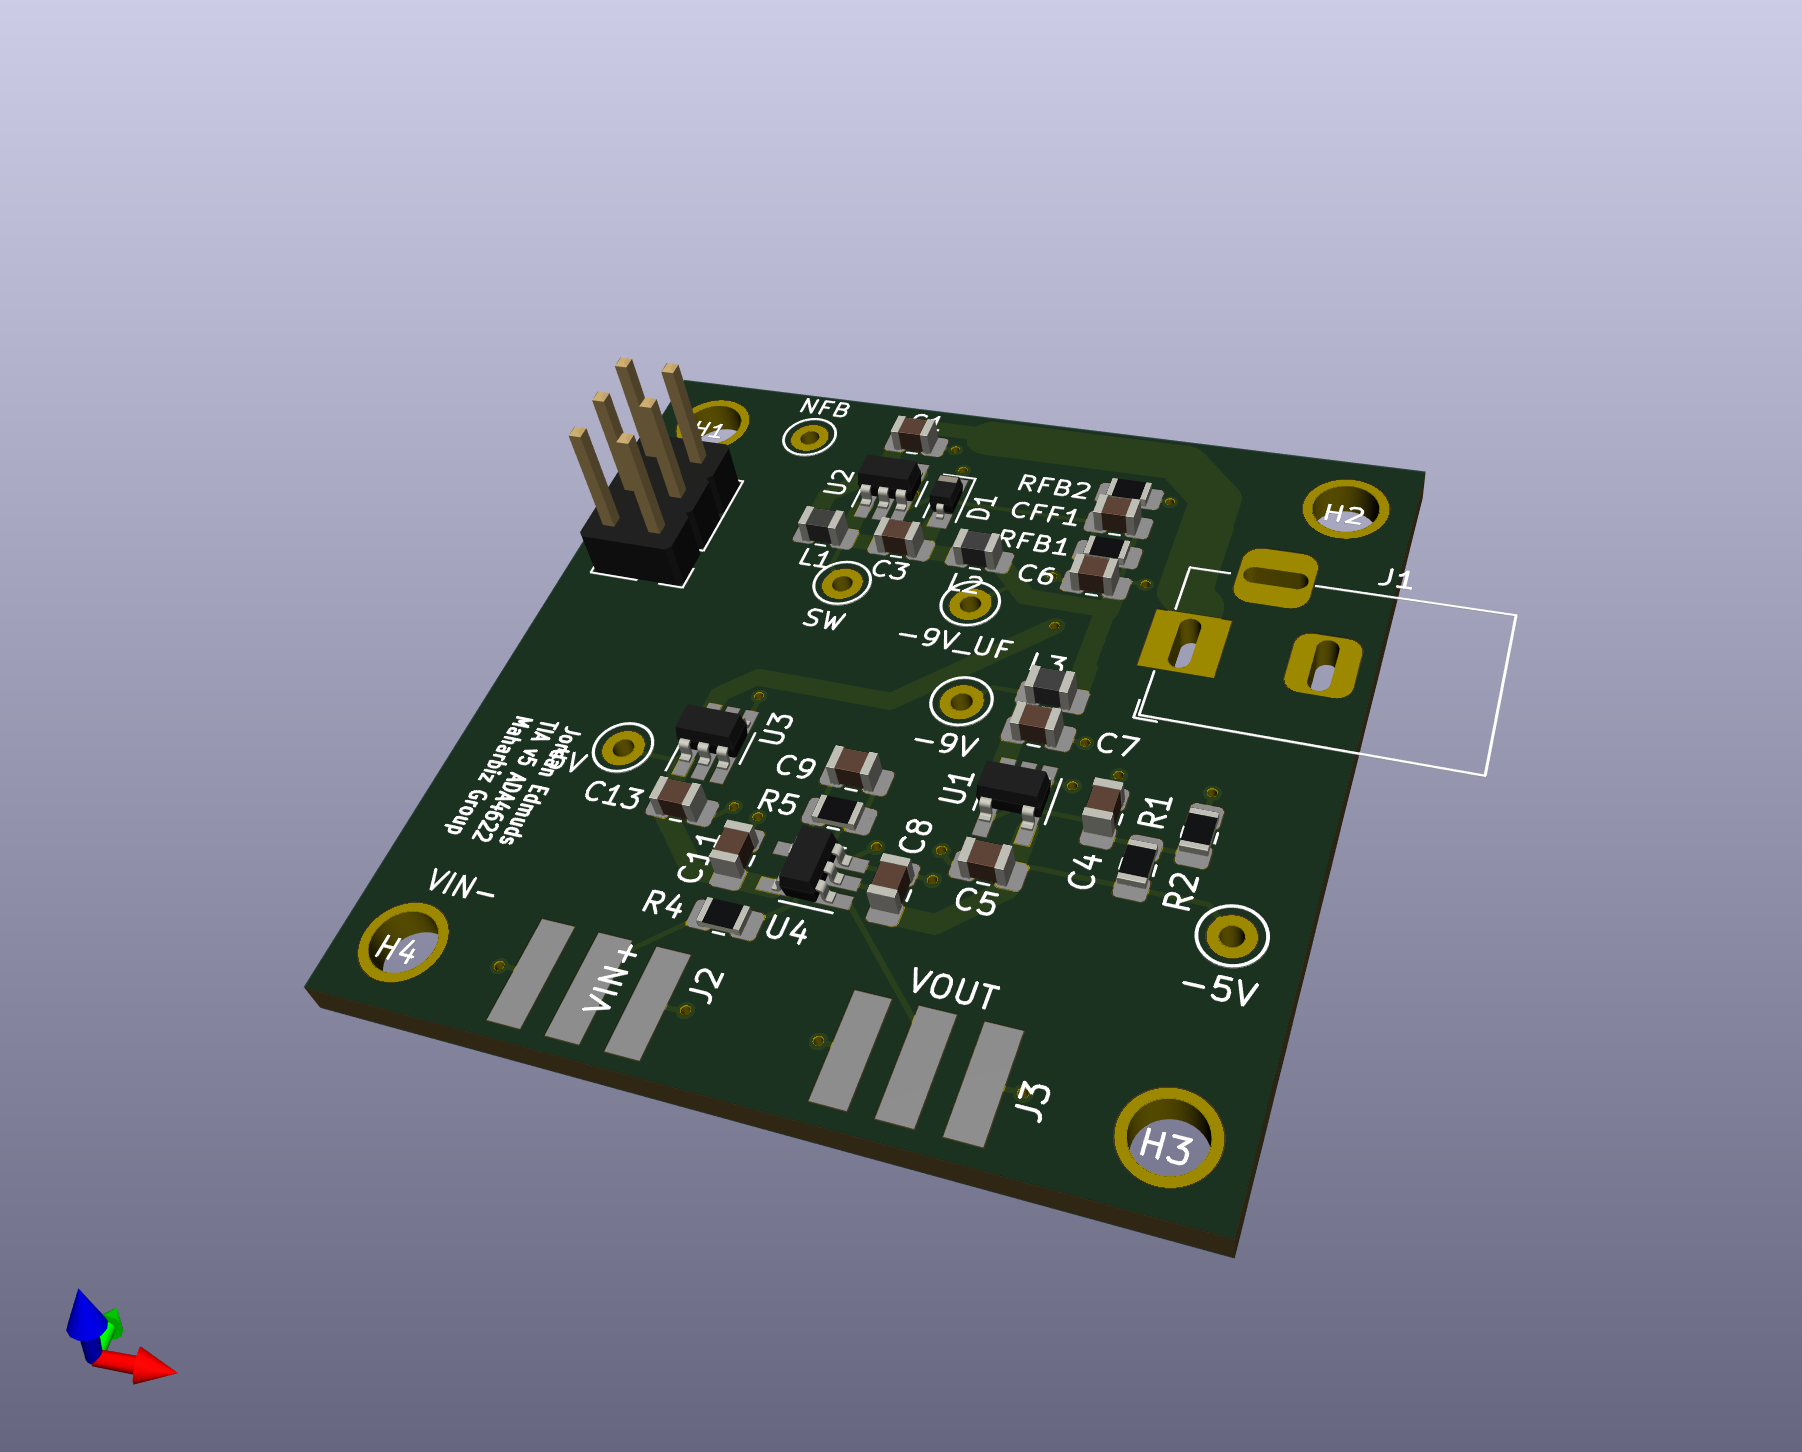 NFB
H1
U2
D1
RFB2
CFF1
RFB1
C6
H2
J1
L1
C3
L2
SW
-9V_UF
L3
-9V
C7
U3
Jordan Edmuds
TIA v5 ADA4622
Maharbiz Group
C13
C9
R5
U1
R1
C8
C11
C4
R2
C5
VIN-
R4
U4
H4
VIN+
J2
VOUT
-5V
J3
H3